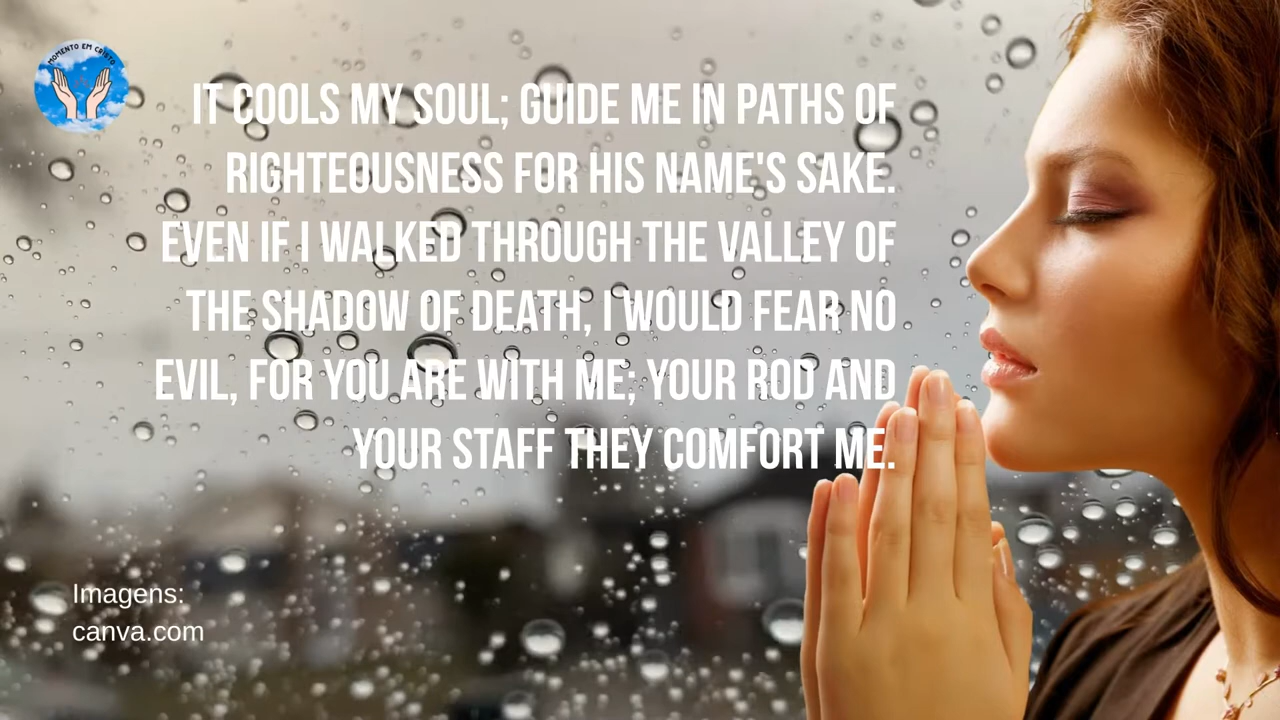 MOMENTO EM CRISTO
IT COOLS MY SOUL; GUIDE ME IN PATHS OF
RIGHTEOUSNESS FOR HIS NAME'S SAKE.
EVEN IF I WALKED THROUGH THE VALLEY OF
THE SHADOW OF DEATH, I WOULD FEAR NO
EVIL, FOR YOU ARE WITH ME; YOUR ROD AND
YOUR STAFF THEY COMFORT ME.
Imagens:
canva.com